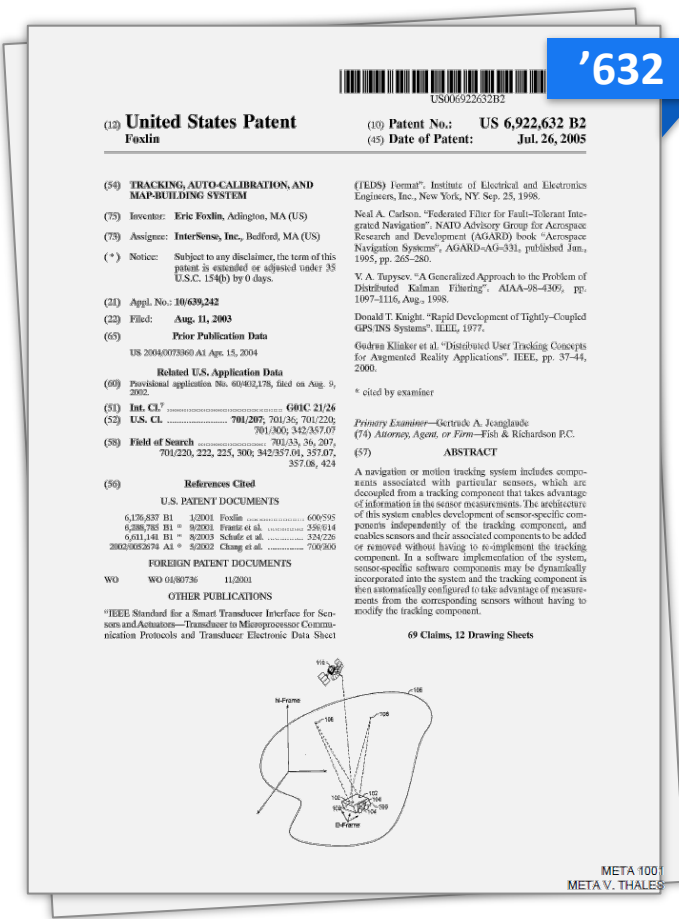 '632
US006922632B2
(12) United States Patent
Foxlin
(10) Patent No.: US 6,922,632 B2
(45) Date of Patent: Jul. 26, 2005
(54) TRACKING, AUTO-CALIBRATION, AND
MAP-BUILDING SYSTEM
(75) Inventor: Eric Foxlin, Arlington, MA (US)
(73) Assignee: InterSense, Inc., Bedford, MA (US)
( * ) Notice: Subject to any disclaimer, the term of this
patent is extended or adjusted under 35
U.S.C. 154(b) by 0 days.
(21) Appl. No.: 10/639,242
(22) Filed: Aug. 11, 2003
(65) Prior Publication Data
US 2004/0073360 A1 Apr. 15, 2004
Related U.S. Application Data
(60) Provisional application No. 60/402,178, filed on Aug. 9,
2002.
(51) Int. Cl.7 ........................ G01C 21/26
(52) U.S. Cl. ........................ 701/207; 701/36; 701/220;
701/300; 342/357.07
(58) Field of Search ........................ 701/33, 36, 207,
701/220, 222, 225, 300; 342/357.01, 357.07,
357.08, 424
(56) References Cited
U.S. PATENT DOCUMENTS
6,176,837 B1 1/2001 Foxlin ........................ 600/595
6,288,785 B1 * 9/2001 Frantz et al. ................ 359/614
6,611,141 B1 * 8/2003 Schulz et al. ................ 324/226
2002/0052674 A1 * 5/2002 Chang et al. ................ 700/300
FOREIGN PATENT DOCUMENTS
WO WO 01/80736 11/2001
OTHER PUBLICATIONS
"IEEE Standard for a Smart Transducer Interface for Sen-
sors and Actuators—Transducer to Microprocessor Commu-
nication Protocols and Transducer Electronic Data Sheet
(TEDS) Format". Institute of Electrical and Electronics
Engineers, Inc., New York, NY. Sep. 25, 1998.
Neal A. Carlson. "Federated Filter for Fault-Tolerant Inte-
grated Navigation". NATO Advisory Group for Aerospace
Research and Development (AGARD) book "Aerospace
Navigation Systems", AGARD-AG-331, published Jun.,
1995, pp. 265-280.
V. A. Tupysev. "A Generalized Approach to the Problem of
Distributed Kalman Filtering". AIAA-98-4309, pp.
1097-1116, Aug., 1998.
Donald T. Knight. "Rapid Development of Tightly-Coupled
GPS/INS Systems". IEEE, 1977.
Gudrun Klinker et al. "Distributed User Tracking Concepts
for Augmented Reality Applications". IEEE, pp. 37-44,
2000.
* cited by examiner
Primary Examiner—Gertrude A. Jeanglaude
(74) Attorney, Agent, or Firm—Fish & Richardson P.C.
(57) ABSTRACT
A navigation or motion tracking system includes compo-
nents associated with particular sensors, which are
decoupled from a tracking component that takes advantage
of information in the sensor measurements. The architecture
of this system enables development of sensor-specific com-
ponents independently of the tracking component, and
enables sensors and their associated components to be added
or removed without having to re-implement the tracking
component. In a software implementation of the system,
sensor-specific software components may be dynamically
incorporated into the system and the tracking component is
then automatically configured to take advantage of measure-
ments from the corresponding sensors without having to
modify the tracking component.
69 Claims, 12 Drawing Sheets
N-Frame
B-Frame
META 1001
META V. THALES